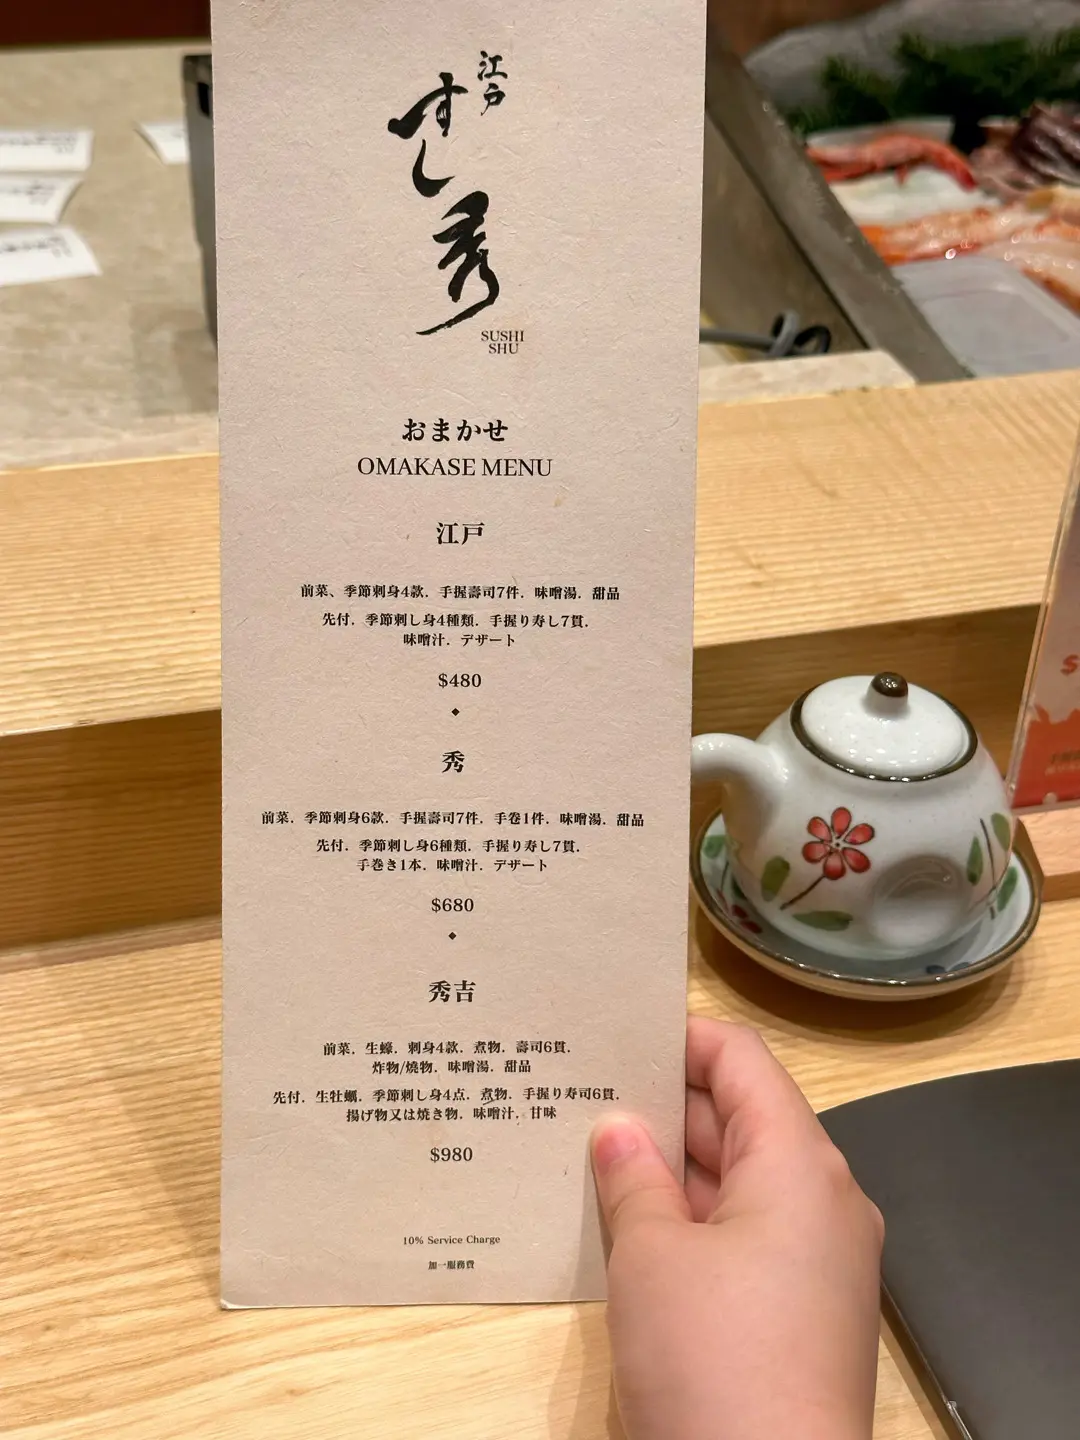 江戸
すし秀
SUSHI
SHU
おまかせ
OMAKASE MENU
江戸
前菜、季節刺身4款．手握壽司7件．味噌湯．甜品
先付．季節刺し身4種類．手握り寿し7貫．
味噌汁．デザート
$480
秀
前菜．季節刺身6款．手握壽司7件．手卷1件．味噌湯．甜品
先付．季節刺し身6種類．手握り寿し7貫．
手巻き1本．味噌汁．デザート
$680
秀吉
前菜．生蠔．刺身4款．煮物．壽司6貫．
炸物/燒物．味噌湯．甜品
先付．生牡蠣．季節刺し身4点．煮物．手握り寿司6貫．
揚げ物又は焼き物．味噌汁．甘味
$980
10% Service Charge
加一服務費